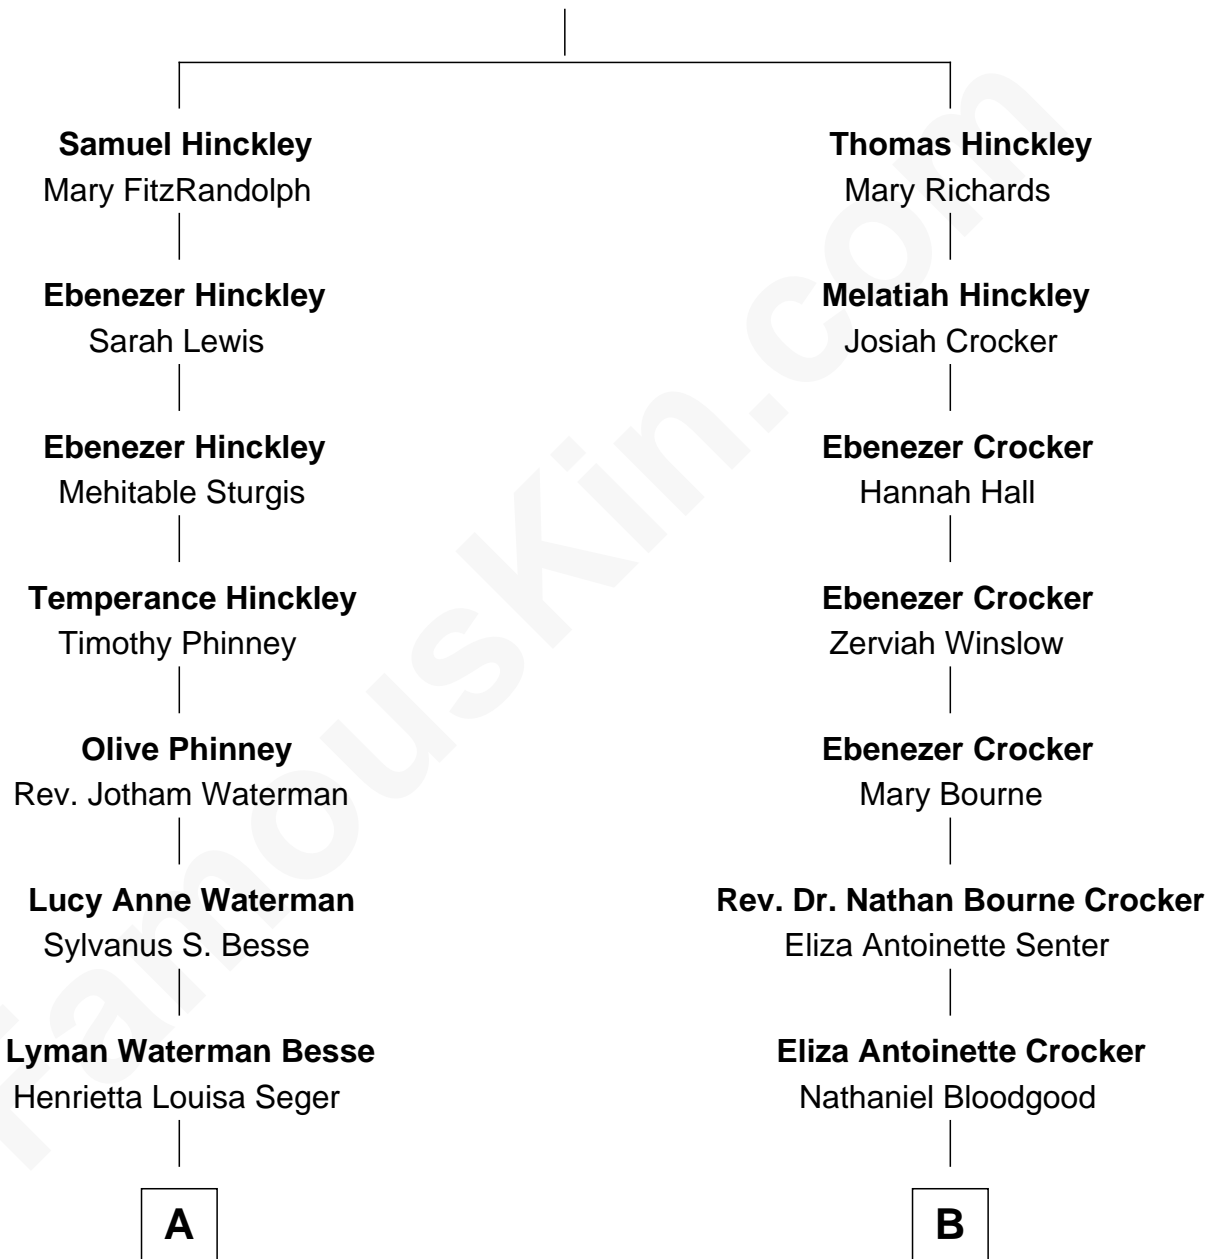 Samuel Hinckley
Mary FitzRandolph
Thomas Hinckley
Mary Richards
Ebenezer Hinckley
Sarah Lewis
Melatiah Hinckley
Josiah Crocker
Ebenezer Hinckley
Mehitable Sturgis
Ebenezer Crocker
Hannah Hall
Temperance Hinckley
Timothy Phinney
Ebenezer Crocker
Zerviah Winslow
Olive Phinney
Rev. Jotham Waterman
Ebenezer Crocker
Mary Bourne
Lucy Anne Waterman
Sylvanus S. Besse
Rev. Dr. Nathan Bourne Crocker
Eliza Antoinette Senter
Lyman Waterman Besse
Henrietta Louisa Seger
Eliza Antoinette Crocker
Nathaniel Bloodgood
A
B
FamousKin.com